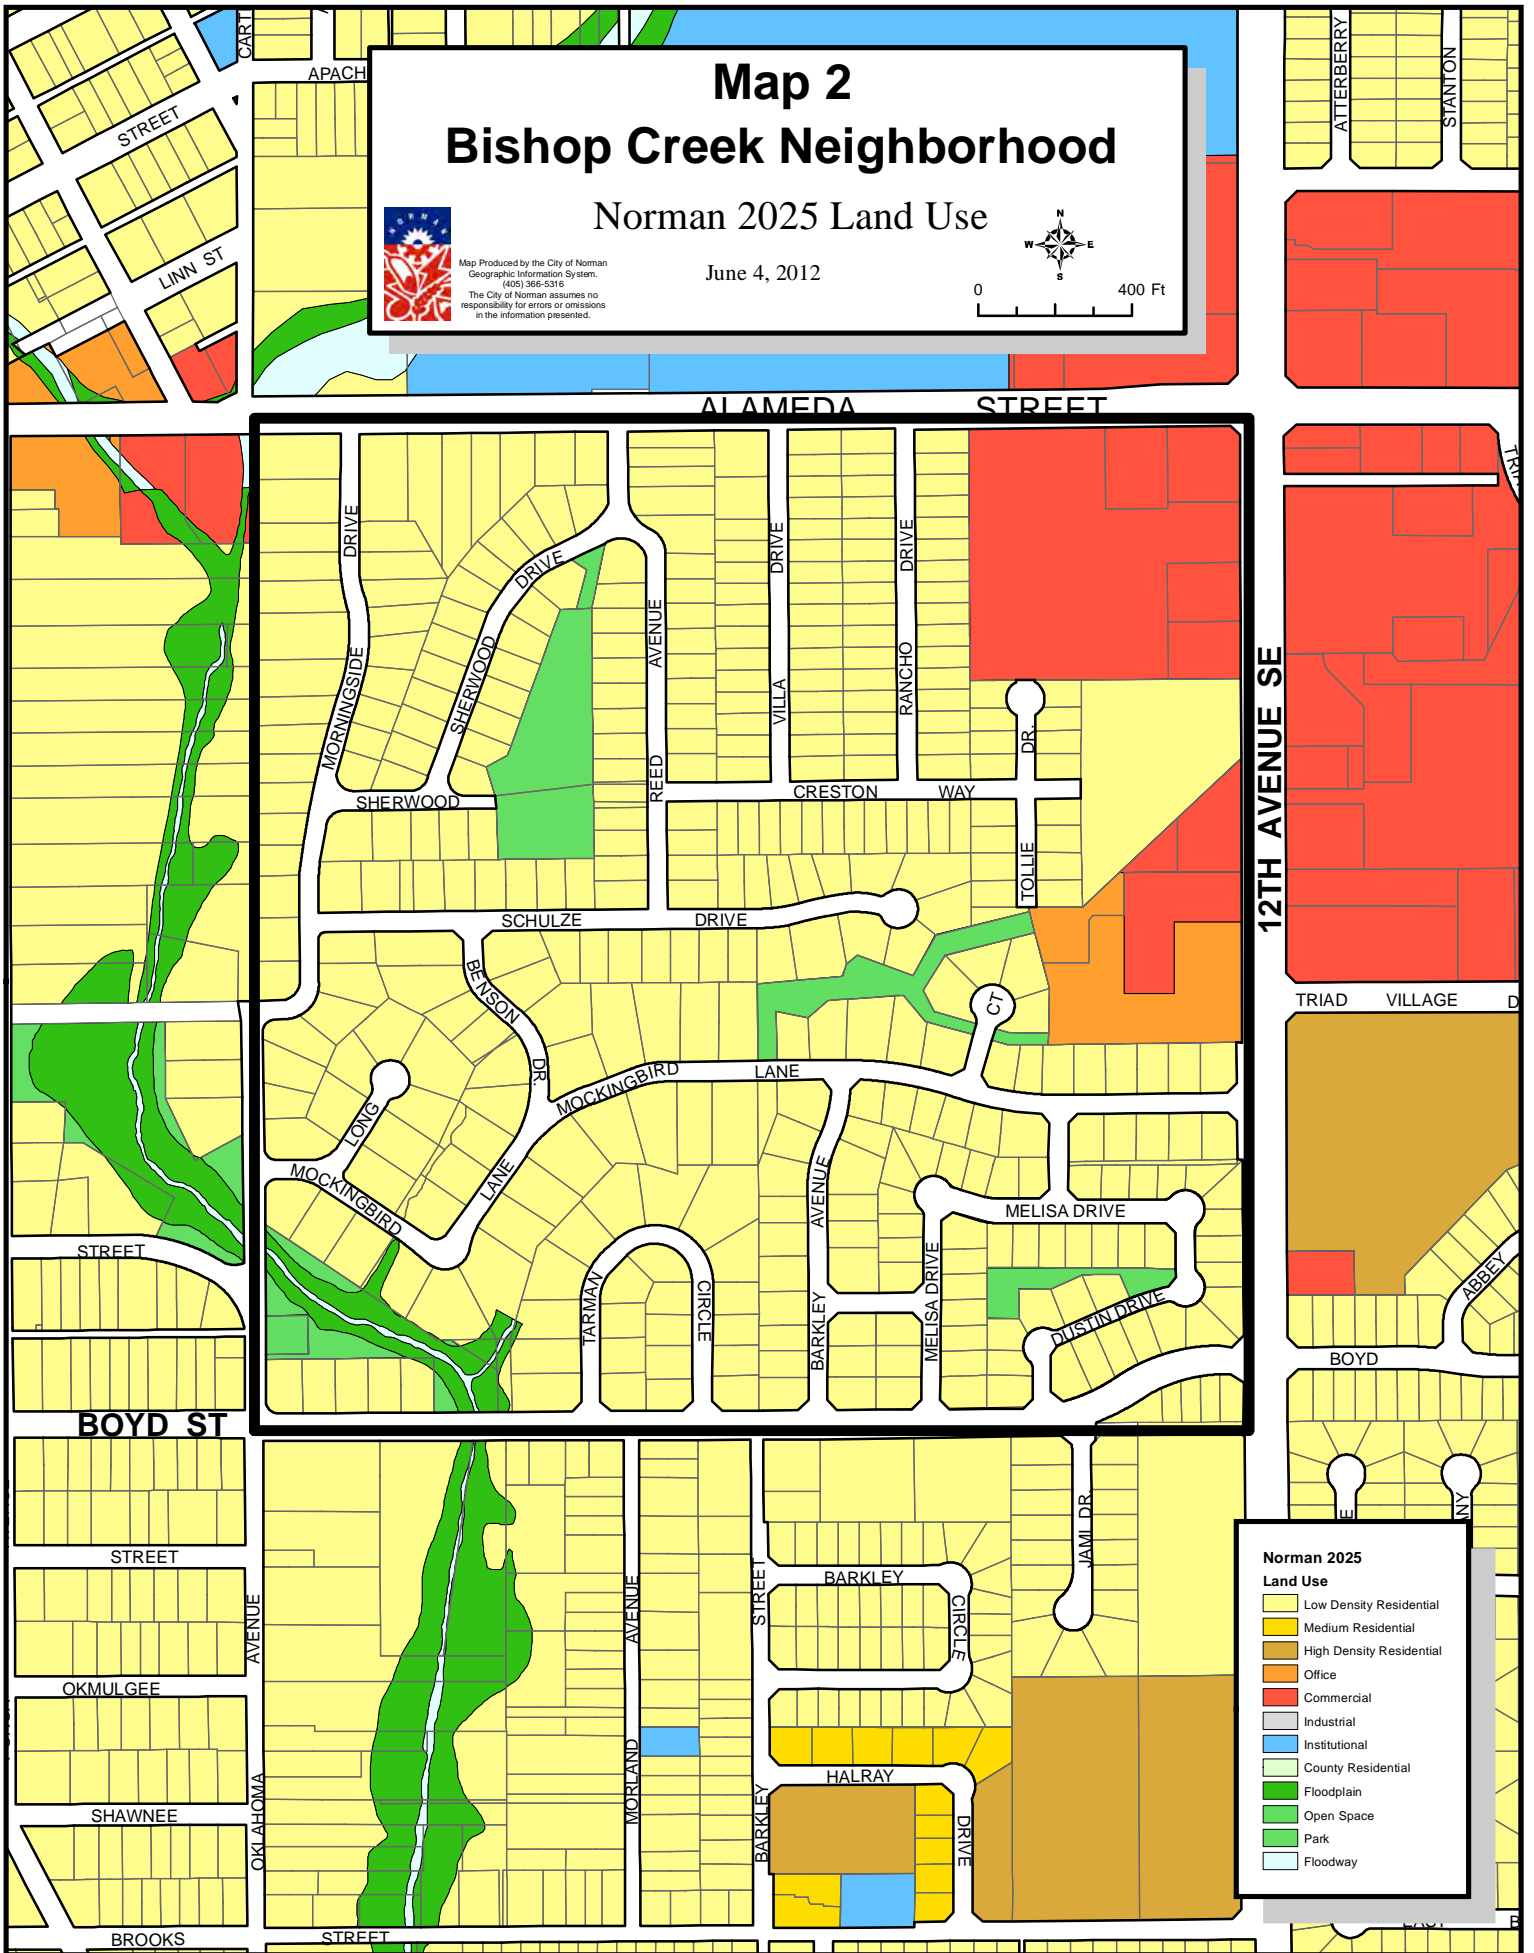 CART
APACH
STREET
LINN ST
ATTERBERRY
STANTON
Map 2
Bishop Creek Neighborhood
Norman 2025 Land Use
June 4, 2012
NORMAN
Map Produced by the City of Norman
Geographic Information System.
(405) 366-5316
The City of Norman assumes no
responsibility for errors or omissions
in the information presented.
N
W
E
S
0 400 Ft
ALAMEDA STREET
DRIVE
MORNINGSIDE
DRIVE
SHERWOOD
SHERWOOD
AVENUE
REED
DRIVE
VILLA
DRIVE
RANCHO
DR.
TOLLIE
CRESTON WAY
12TH AVENUE SE
SCHULZE DRIVE
BENSON
DR.
CT
TRIAD VILLAGE D
LONG
MOCKINGBIRD LANE
MOCKINGBIRD
LANE
AVENUE
BARKLEY
MELISA DRIVE
MELISA DRIVE
DUSTIN DRIVE
TARMAN
CIRCLE
STREET
ABBEY
BOYD
BOYD ST
STREET
AVENUE
OKLAHOMA
OKMULGEE
SHAWNEE
BROOKS STREET
AVENUE
MORLAND
STREET
BARKLEY
BARKLEY
CIRCLE
JAMI DR.
HALRAY
DRIVE
E
NY
Norman 2025
Land Use
Low Density Residential
Medium Residential
High Density Residential
Office
Commercial
Industrial
Institutional
County Residential
Floodplain
Open Space
Park
Floodway